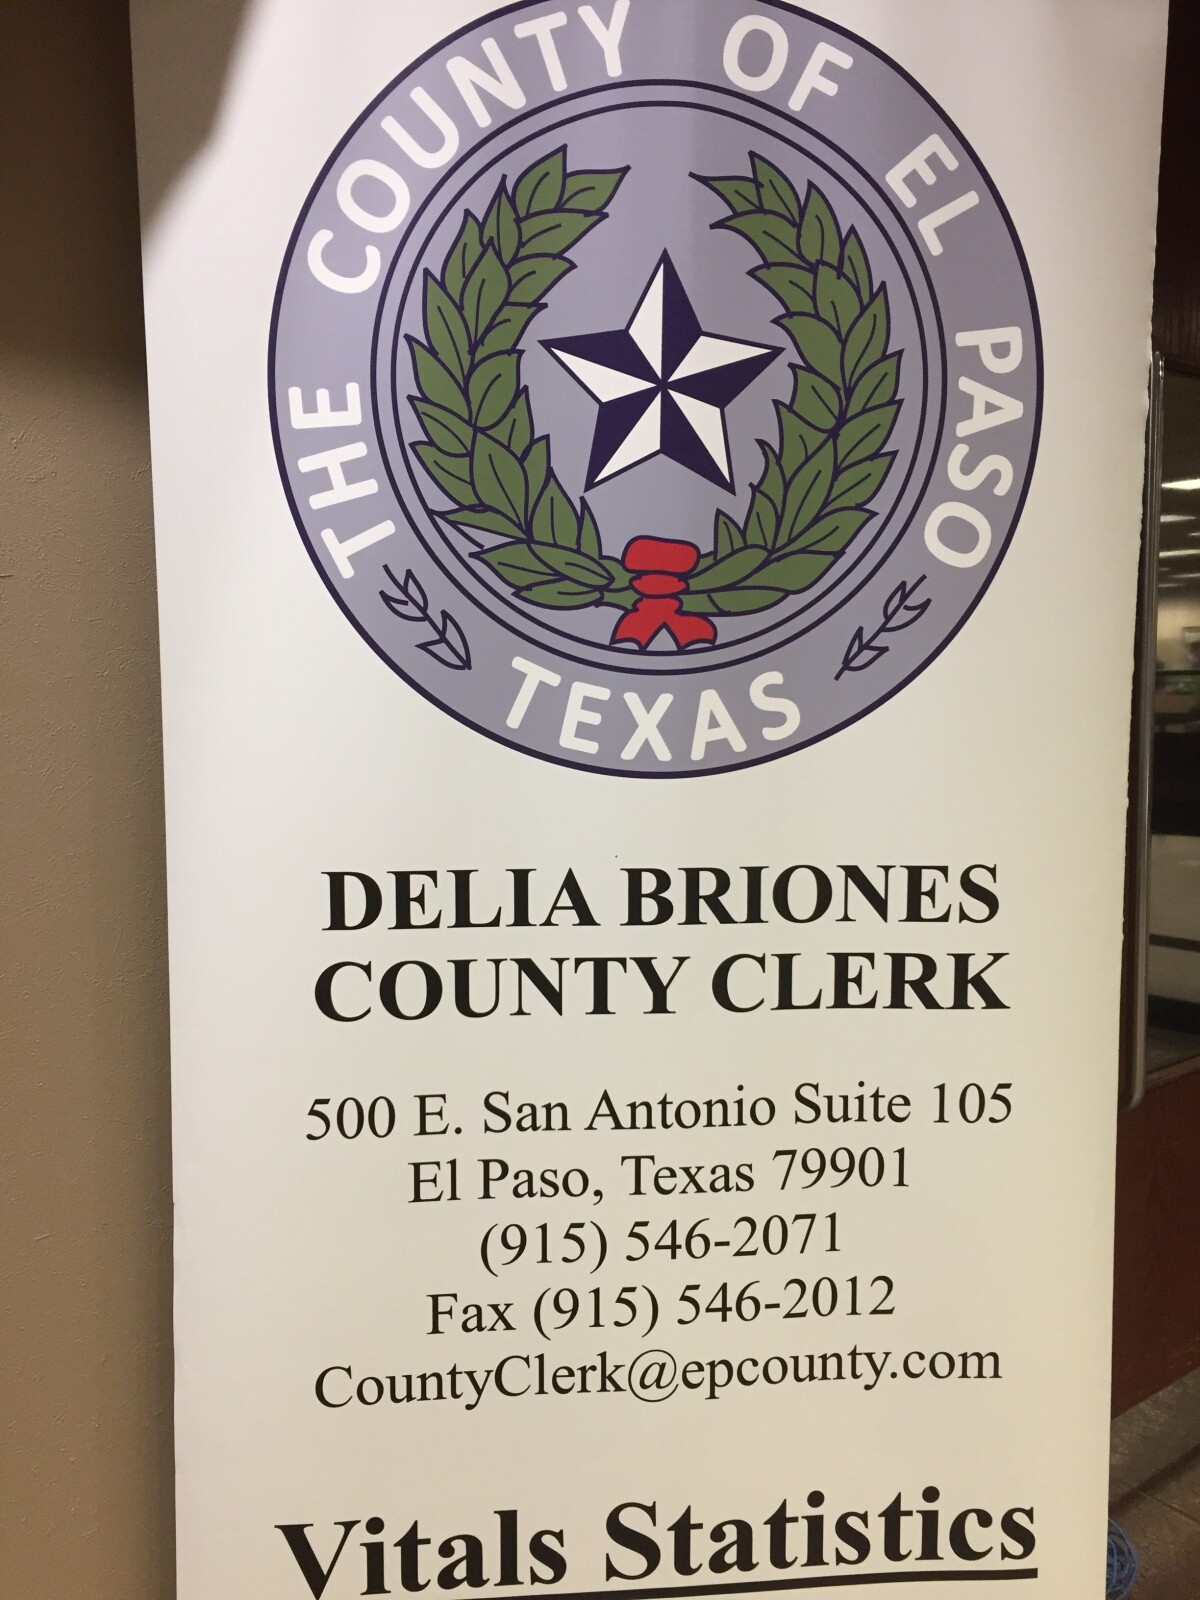 THE COUNTY OF EL PASO
TEXAS
DELIA BRIONES
COUNTY CLERK
500 E. San Antonio Suite 105
El Paso, Texas 79901
(915) 546-2071
Fax (915) 546-2012
CountyClerk@epcounty.com
Vitals Statistics